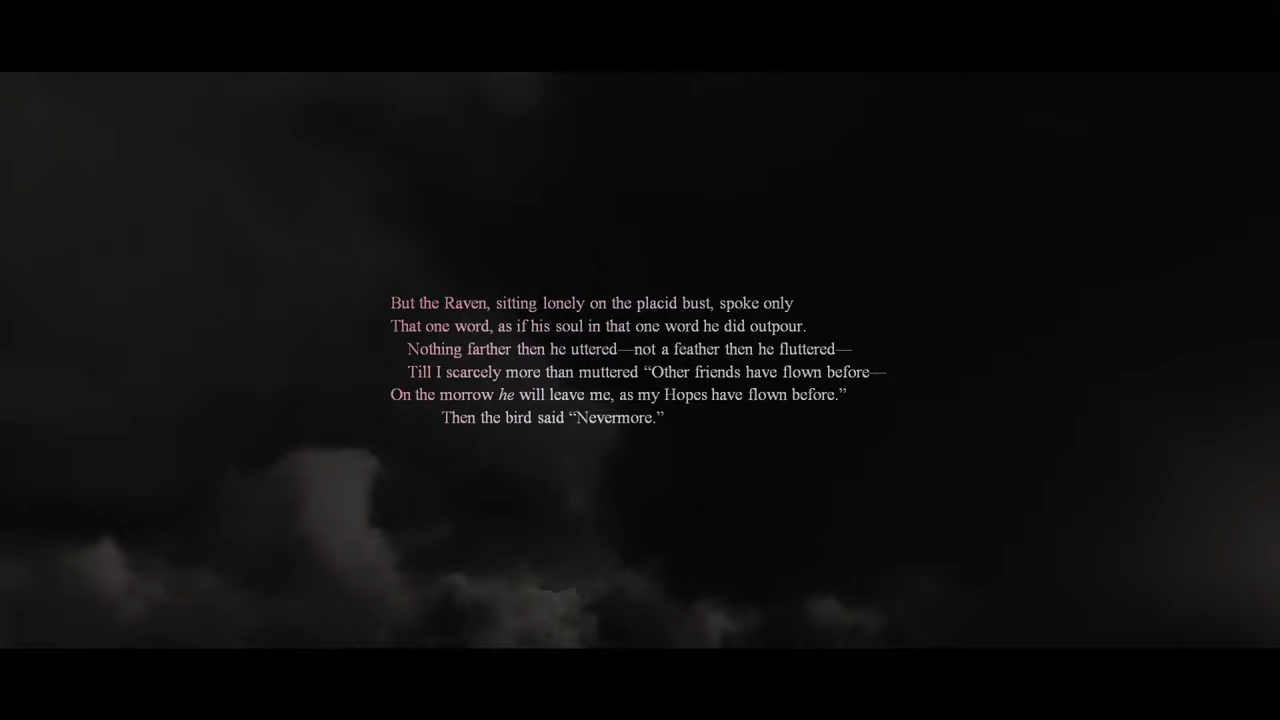 But the Raven, sitting lonely on the placid bust, spoke only
That one word, as if his soul in that one word he did outpour.
Nothing farther then he uttered—not a feather then he fluttered—
Till I scarcely more than muttered “Other friends have flown before—
On the morrow he will leave me, as my Hopes have flown before.”
Then the bird said “Nevermore.”